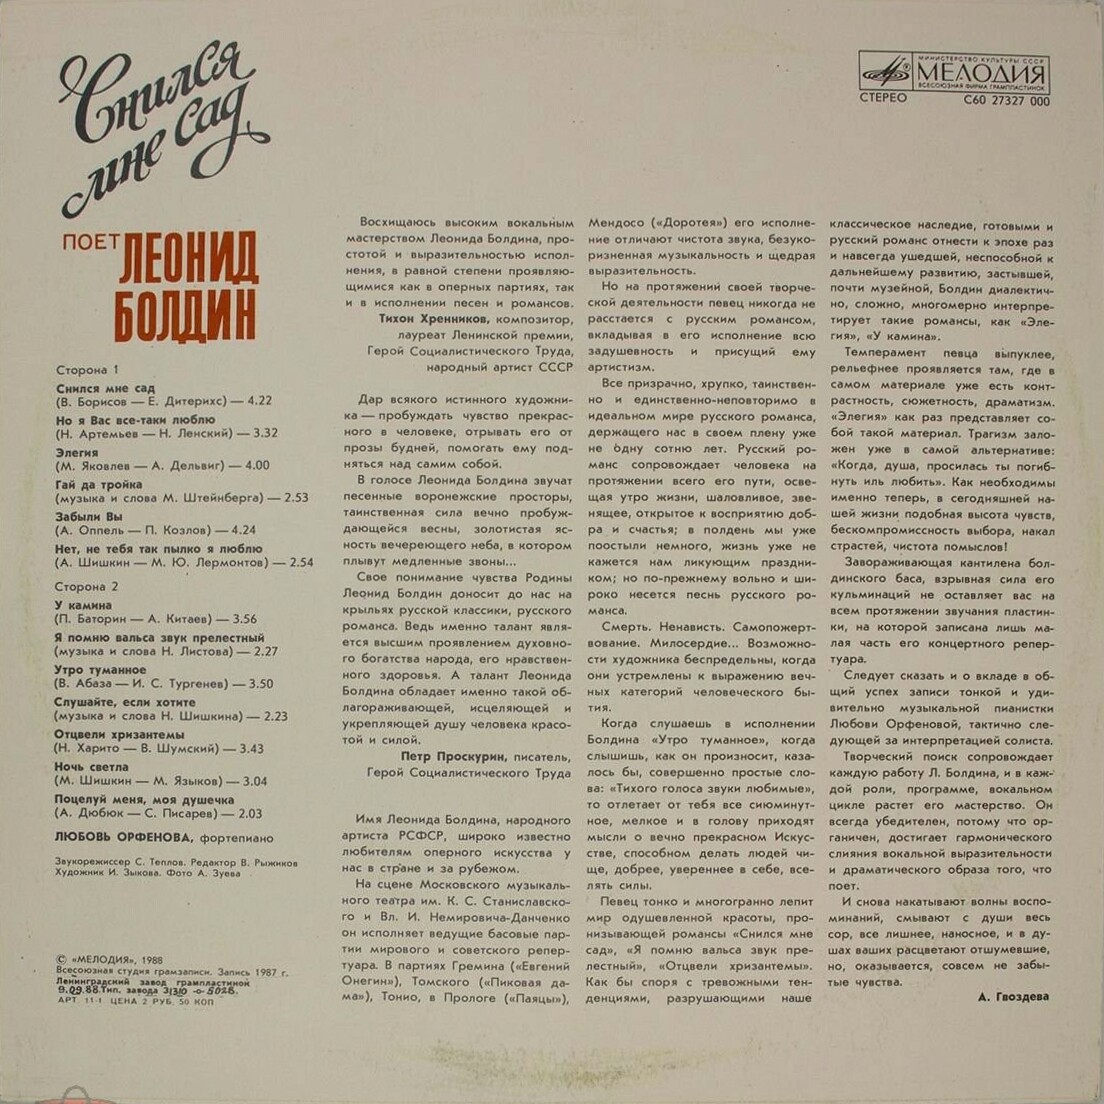 Снился
мне сад
ПОЕТ ЛЕОНИД
БОЛДИН
МИНИСТЕРСТВО КУЛЬТУРЫ СССР
МЕЛОДИЯ
ВСЕСОЮЗНАЯ ФИРМА ГРАМПЛАСТИНОК
СТЕРЕО С60 27327 000
Сторона 1
Снился мне сад
(В. Борисов — Е. Дитерихс) — 4.22
Но я Вас все-таки люблю
(Н. Артемьев — Н. Ленский) — 3.32
Элегия
(М. Яковлев — А. Дельвиг) — 4.00
Гай да тройка
(музыка и слова М. Штейнберга) — 2.53
Забыли Вы
(А. Оппель — П. Козлов) — 4.24
Нет, не тебя так пылко я люблю
(А. Шишкин — М. Ю. Лермонтов) — 2.54
Сторона 2
У камина
(П. Баторин — А. Китаев) — 3.56
Я помню вальса звук прелестный
(музыка и слова Н. Листова) — 2.27
Утро туманное
(В. Абаза — И. С. Тургенев) — 3.50
Слушайте, если хотите
(музыка и слова Н. Шишкина) — 2.23
Отцвели хризантемы
(Н. Харито — В. Шумский) — 3.43
Ночь светла
(М. Шишкин — М. Языков) — 3.04
Поцелуй меня, моя душечка
(А. Дюбюк — С. Писарев) — 2.03
ЛЮБОВЬ ОРФЕНОВА, фортепиано
Звукорежиссер С. Теплов. Редактор В. Рыжиков
Художник И. Зыкова. Фото А. Зуева
© «МЕЛОДИЯ», 1988
Всесоюзная студия грамзаписи. Запись 1987 г.
Ленинградский завод грампластинок
9.09.88. Тип. завода
АРТ. 11-1 ЦЕНА 2 РУБ. 50 КОП
Восхищаюсь высоким вокальным
мастерством Леонида Болдина, про-
стотой и выразительностью испол-
нения, в равной степени проявляю-
щимися как в оперных партиях, так
и в исполнении песен и романсов.
Тихон Хренников, композитор,
лауреат Ленинской премии,
Герой Социалистического Труда,
народный артист СССР
Дар всякого истинного художни-
ка — пробуждать чувство прекрас-
ного в человеке, отрывать его от
прозы будней, помогать ему под-
няться над самим собой.
В голосе Леонида Болдина звучат
песенные воронежские просторы,
таинственная сила вечно пробуж-
дающейся весны, золотистая яс-
ность вечереющего неба, в котором
плывут медленные звоны...
Свое понимание чувства Родины
Леонид Болдин доносит до нас на
крыльях русской классики, русского
романса. Ведь именно талант явля-
ется высшим проявлением духовно-
го богатства народа, его нравствен-
ного здоровья. А талант Леонида
Болдина обладает именно такой об-
лагораживающей, исцеляющей и
укрепляющей душу человека красо-
той и силой.
Петр Проскурин, писатель,
Герой Социалистического Труда
Имя Леонида Болдина, народного
артиста РСФСР, широко известно
любителям оперного искусства у
нас в стране и за рубежом.
На сцене Московского музыкаль-
ного театра им. К. С. Станиславско-
го и Вл. И. Немировича-Данченко
он исполняет ведущие басовые пар-
тии мирового и советского репер-
туара. В партиях Гремина («Евгений
Онегин»), Томского («Пиковая да-
ма»), Тонио, в Прологе («Паяцы»),
Мендосо («Доротея») его исполне-
ние отличают чистота звука, безуко-
ризненная музыкальность и щедрая
выразительность.
Но на протяжении своей творче-
ской деятельности певец никогда не
расстается с русским романсом,
вкладывая в его исполнение всю
задушевность и присущий ему
артистизм.
Все призрачно, хрупко, таинствен-
но и единственно-неповторимо в
идеальном мире русского романса,
держащего нас в своем плену уже
не одну сотню лет. Русский ро-
манс сопровождает человека на
протяжении всего его пути, осве-
щая утро жизни, шаловливое, зве-
нящее, открытое к восприятию доб-
ра и счастья; в полдень мы уже
поостыли немного, жизнь уже не
кажется нам ликующим праздни-
ком; но по-прежнему вольно и ши-
роко несется песнь русского ро-
манса.
Смерть. Ненависть. Самопожерт-
вование. Милосердие... Возможно-
сти художника беспредельны, когда
они устремлены к выражению веч-
ных категорий человеческого бы-
тия.
Когда слушаешь в исполнении
Болдина «Утро туманное», когда
слышишь, как он произносит, каза-
лось бы, совершенно простые сло-
ва: «Тихого голоса звуки любимые»,
то отлетает от тебя все сиюминут-
ное, мелкое и в голову приходят
мысли о вечно прекрасном Искус-
стве, способном делать людей чи-
ще, добрее, увереннее в себе, все-
лять силы.
Певец тонко и многогранно лепит
мир одушевленной красоты, про-
низывающей романсы «Снился мне
сад», «Я помню вальса звук пре-
лестный», «Отцвели хризантемы».
Как бы споря с тревожными тен-
денциями, разрушающими наше
классическое наследие, готовыми и
русский романс отнести к эпохе раз
и навсегда ушедшей, неспособной к
дальнейшему развитию, застывшей,
почти музейной, Болдин диалектич-
но, сложно, многомерно интерпре-
тирует такие романсы, как «Эле-
гия», «У камина».
Темперамент певца выпуклее,
рельефнее проявляется там, где в
самом материале уже есть конт-
растность, сюжетность, драматизм.
«Элегия» как раз представляет со-
бой такой материал. Трагизм зало-
жен уже в самой альтернативе:
«Когда, душа, просилась ты погиб-
нуть иль любить». Как необходимы
именно теперь, в сегодняшней на-
шей жизни подобная высота чувств,
бескомпромиссность выбора, накал
страстей, чистота помыслов!
Завораживающая кантилена бол-
динского баса, взрывная сила его
кульминаций не оставляет вас на
всем протяжении звучания пластин-
ки, на которой записана лишь ма-
лая часть его концертного репер-
туара.
Следует сказать и о вкладе в об-
щий успех записи тонкой и уди-
вительно музыкальной пианистки
Любови Орфеновой, тактично сле-
дующей за интерпретацией солиста.
Творческий поиск сопровождает
каждую работу Л. Болдина, и в каж-
дой роли, программе, вокальном
цикле растет его мастерство. Он
всегда убедителен, потому что ор-
ганичен, достигает гармонического
слияния вокальной выразительности
и драматического образа того, что
поет.
И снова накатывают волны воспо-
минаний, смывают с души весь
сор, все лишнее, наносное, и в ду-
шах ваших расцветают отшумевшие,
но, оказывается, совсем не забы-
тые чувства.
А. Гвоздева